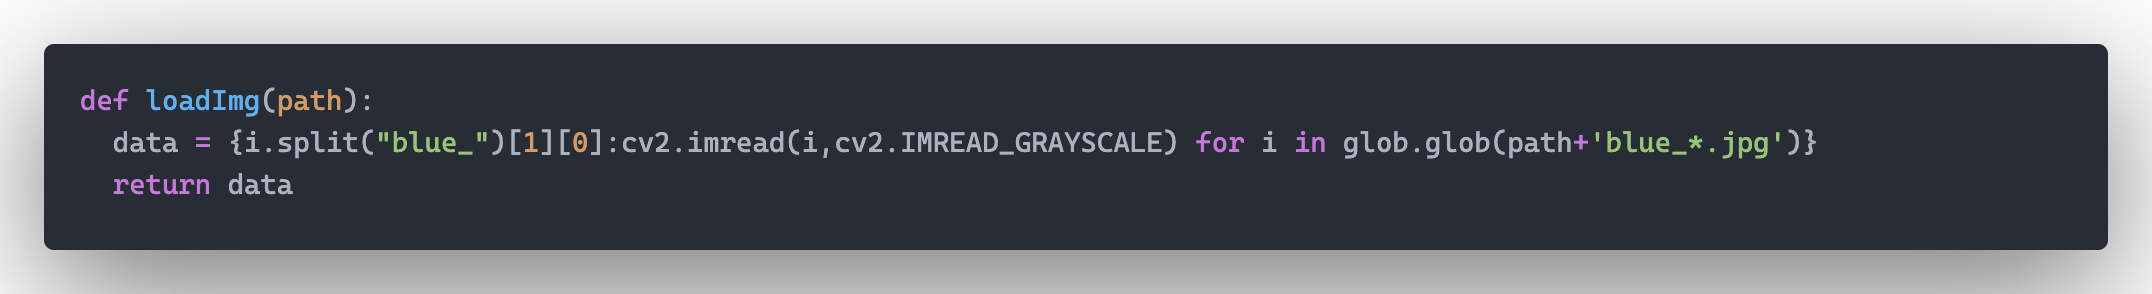 def loadImg(path):
  data = {i.split("blue_")[1][0]:cv2.imread(i,cv2.IMREAD_GRAYSCALE) for i in glob.glob(path+'blue_*.jpg')}
  return data